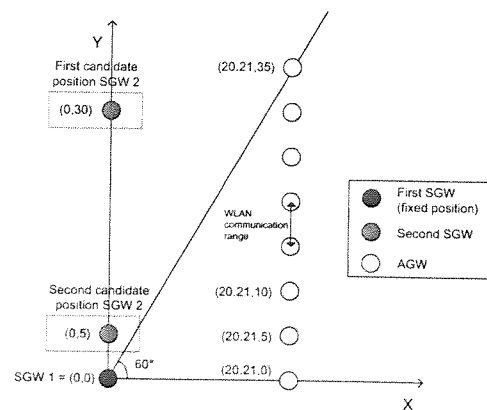 Y
First candidate
position SGW 2
(0,30)
(20.21,35)
WLAN
communication
range
First SGW
(fixed position)
Second SGW
AGW
Second candidate
position SGW 2
(0,5)
(20.21,10)
(20.21,5)
(20.21,0)
60°
SGW 1 = (0,0)
X